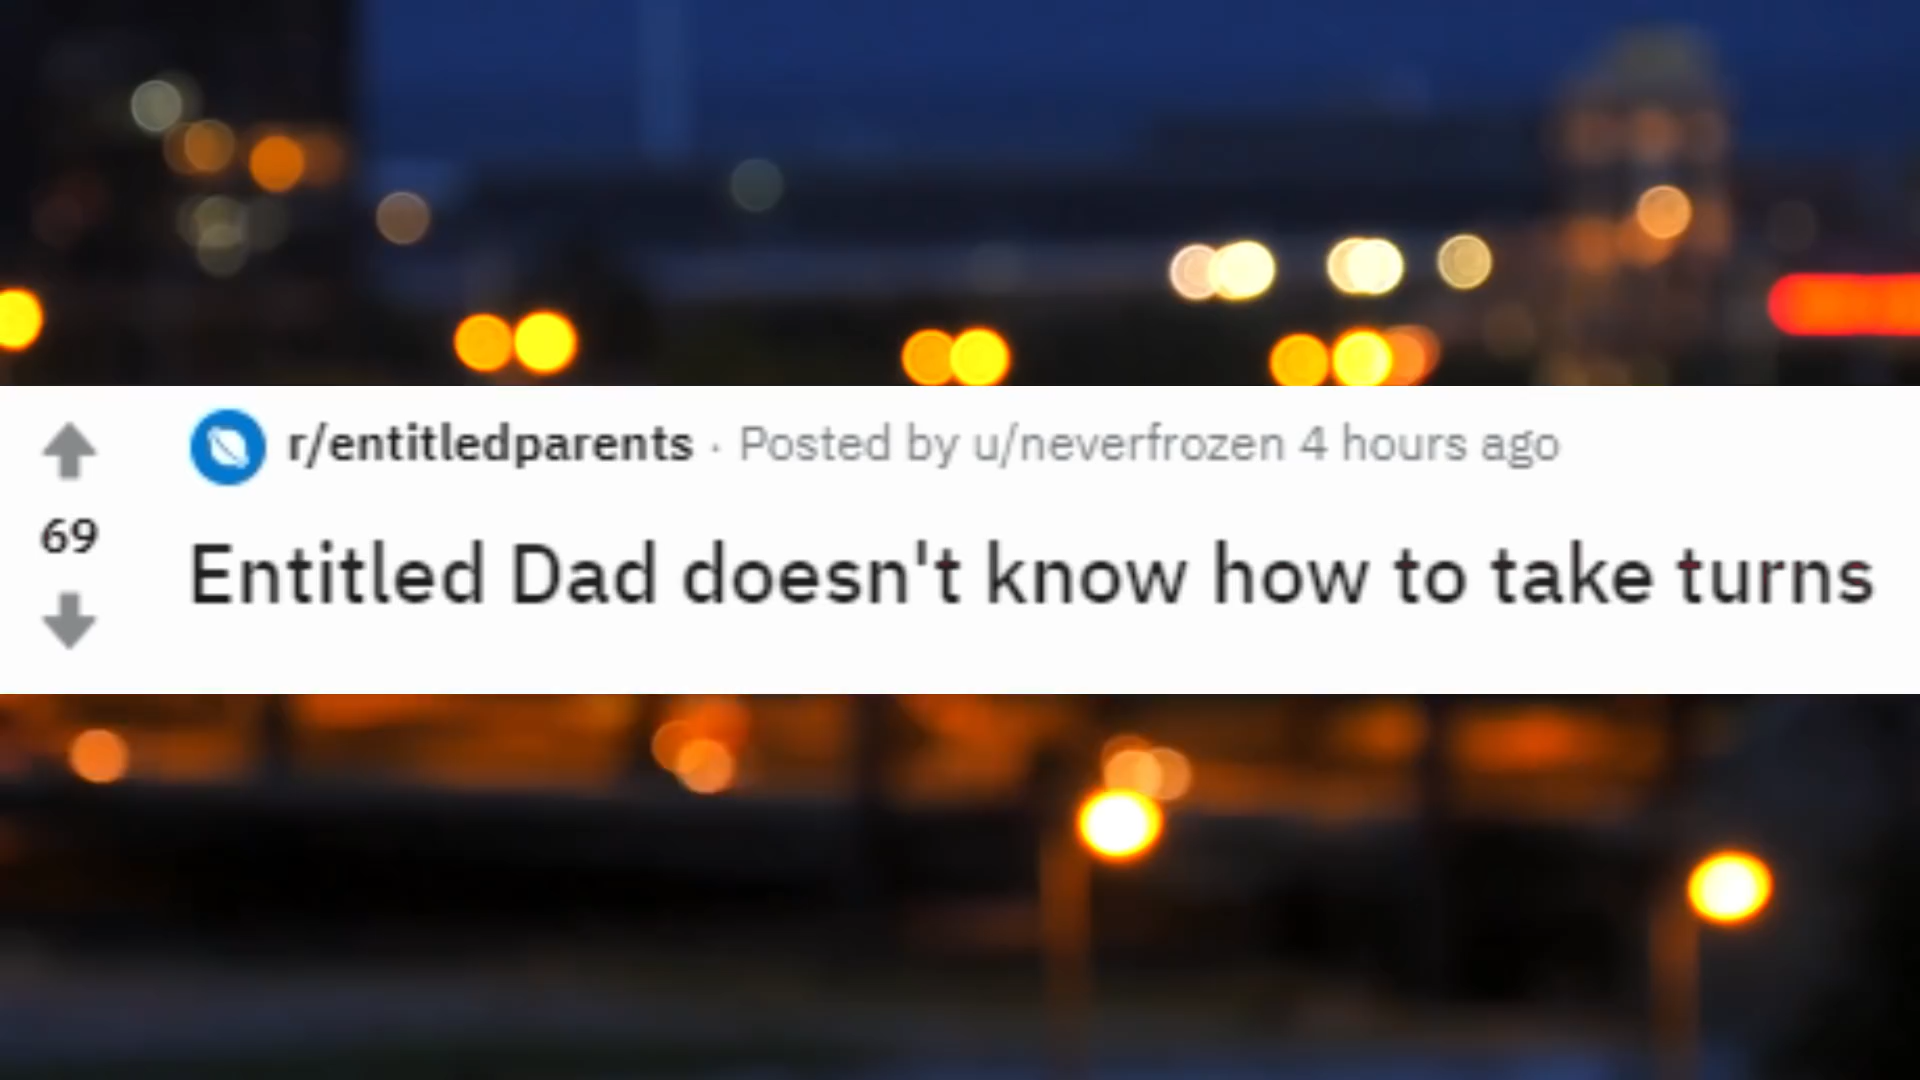 r/entitledparents · Posted by u/neverfrozen 4 hours ago
69
Entitled Dad doesn't know how to take turns